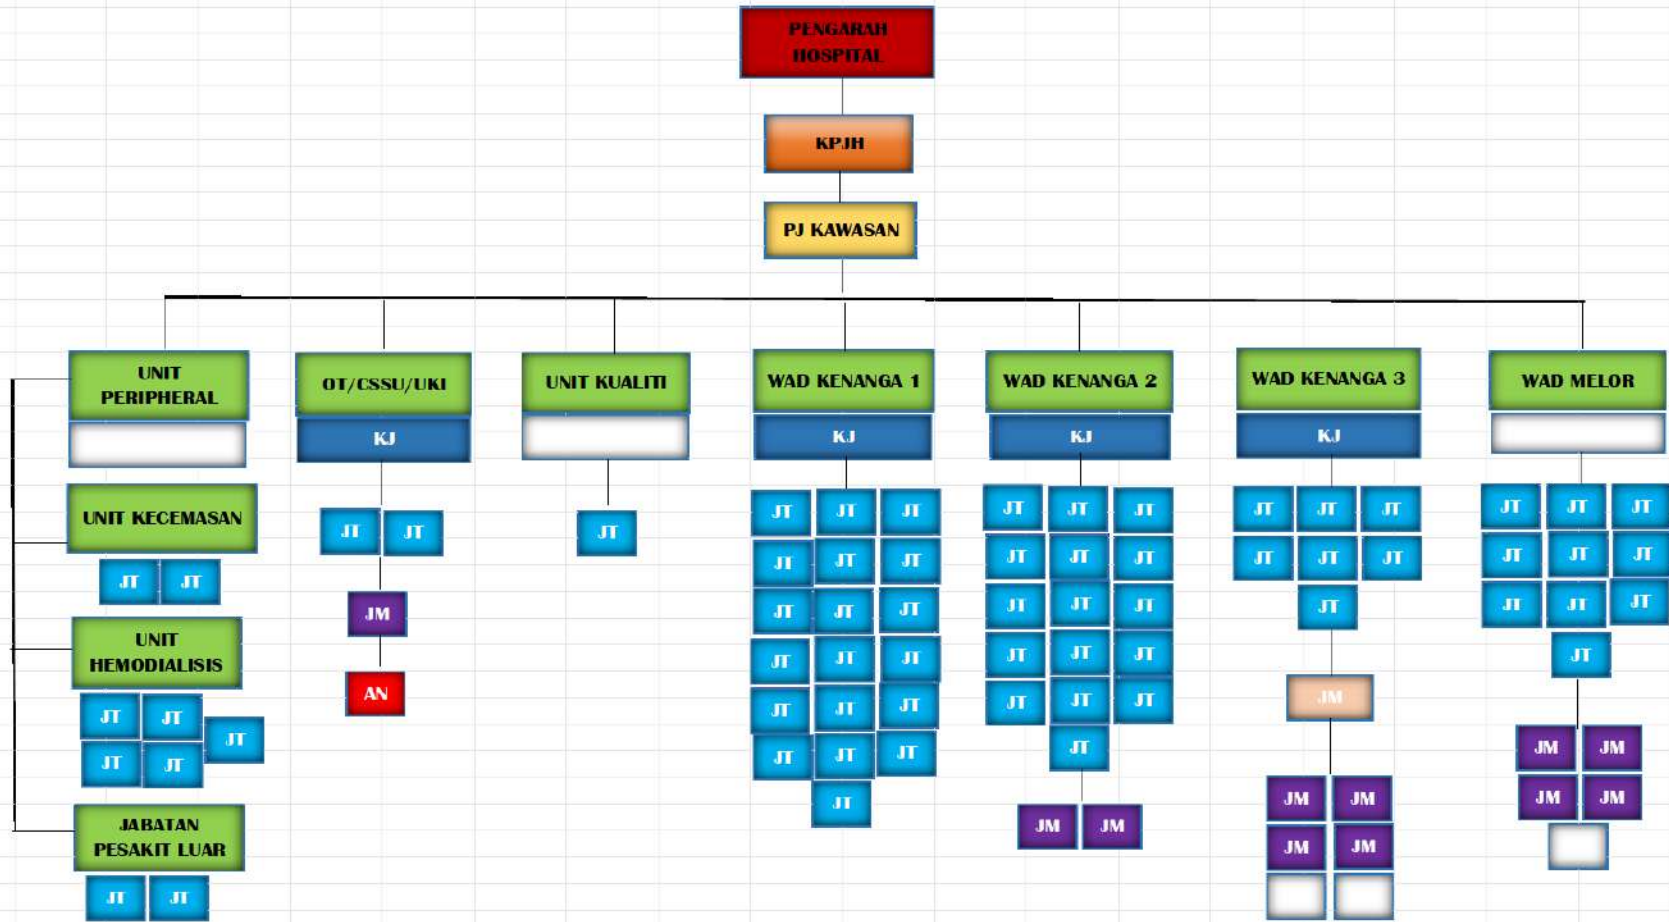 PENGARAH
HOSPITAL
KPJH
PJ KAWASAN
UNIT
PERIPHERAL
OT/CSSU/UKI
UNIT KUALITI
WAD KENANGA 1
WAD KENANGA 2
WAD KENANGA 3
WAD MELOR
KJ
KJ
KJ
KJ
UNIT KECEMASAN
JT JT
UNIT
HEMODIALISIS
JT JT JT
JT JT
JABATAN
PESAKIT LUAR
JT JT
JT JT
JM
AN
JT
JT JT JT
JT JT JT
JT JT JT
JT JT JT
JT JT JT
JT JT JT
JT
JT JT JT
JT JT JT
JT JT JT
JT JT JT
JT JT JT
JT
JM JM
JT JT JT
JT JT JT
JT
JM
JM JM
JM JM
JT JT JT
JT JT JT
JT JT JT
JT
JM JM
JM JM